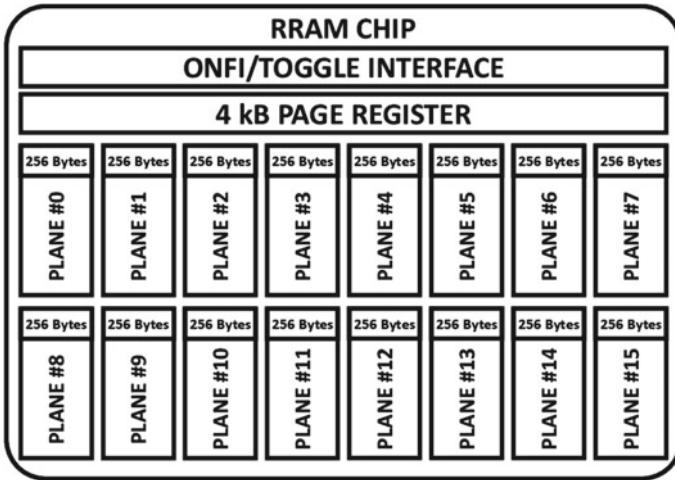 RRAM CHIP
ONFI/TOGGLE INTERFACE
4 kB PAGE REGISTER
256 Bytes 256 Bytes 256 Bytes 256 Bytes 256 Bytes 256 Bytes 256 Bytes 256 Bytes
PLANE #0 PLANE #1 PLANE #2 PLANE #3 PLANE #4 PLANE #5 PLANE #6 PLANE #7
256 Bytes 256 Bytes 256 Bytes 256 Bytes 256 Bytes 256 Bytes 256 Bytes 256 Bytes
PLANE #8 PLANE #9 PLANE #10 PLANE #11 PLANE #12 PLANE #13 PLANE #14 PLANE #15